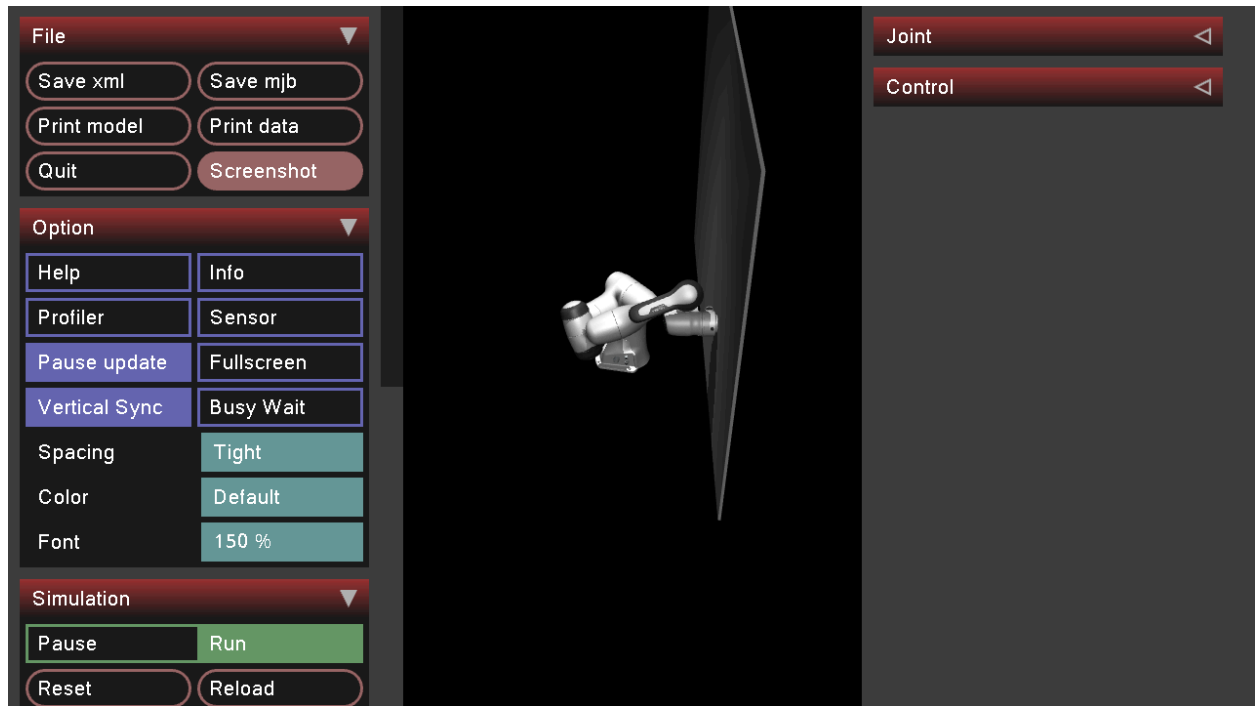 File
Save xml Save mjb
Print model Print data
Quit Screenshot
Option
Help Info
Profiler Sensor
Pause update Fullscreen
Vertical Sync Busy Wait
Spacing Tight
Color Default
Font 150 %
Simulation
Pause Run
Reset Reload
Joint
Control